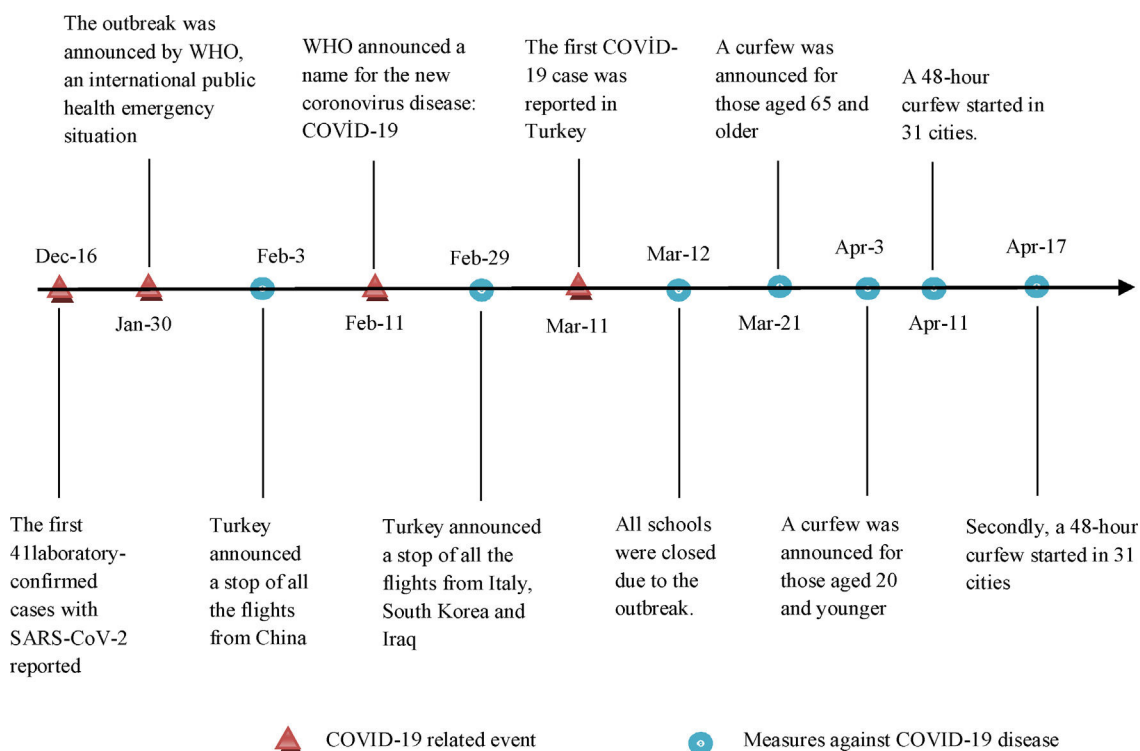 The outbreak was
announced by WHO,
an international public
health emergency
situation
WHO announced a
name for the new
coronovirus disease:
COVİD-19
The first COVİD-
19 case was
reported in
Turkey
A curfew was
announced for
those aged 65 and
older
A 48-hour
curfew started in
31 cities.
Dec-16
Feb-3
Feb-29
Mar-12
Apr-3
Apr-17
Jan-30
Feb-11
Mar-11
Mar-21
Apr-11
The first
41laboratory-
confirmed
cases with
SARS-CoV-2
reported
Turkey
announced
a stop of all
the flights
from China
Turkey announced
a stop of all the
flights from Italy,
South Korea and
Iraq
All schools
were closed
due to the
outbreak.
A curfew was
announced for
those aged 20
and younger
Secondly, a 48-hour
curfew started in 31
cities
COVID-19 related event
Measures against COVID-19 disease